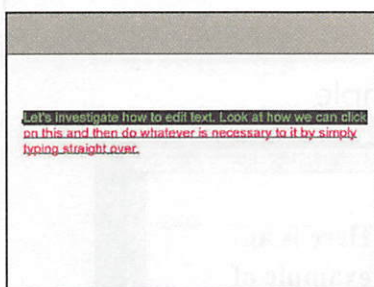 Let's investigate how to edit text. Look at how we can click
on this and then do whatever is necessary to it by simply
typing straight over.